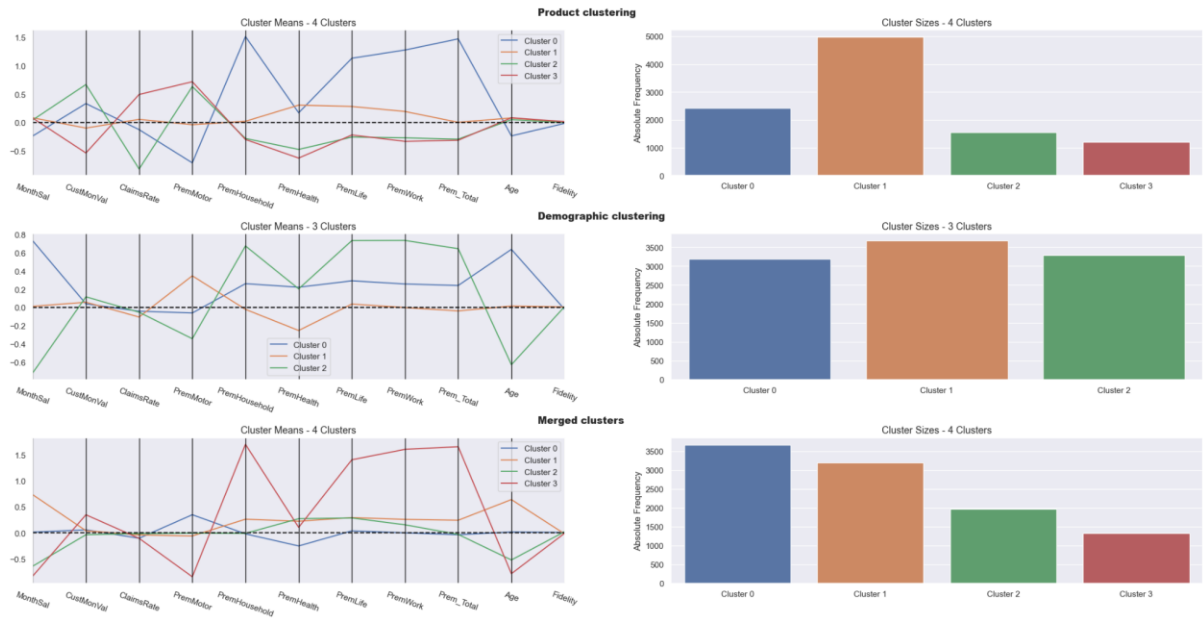 Product clustering
Cluster Means - 4 Clusters
1.5
1.0
0.5
0.0
−0.5
Cluster 0
Cluster 1
Cluster 2
Cluster 3
MonthSal
CustMonVal
ClaimsRate
PremMotor
PremHousehold
PremHealth
PremLife
PremWork
Prem_Total
Age
Fidelity
Cluster Sizes - 4 Clusters
Absolute Frequency
5000
4000
3000
2000
1000
0
Cluster 0
Cluster 1
Cluster 2
Cluster 3
Demographic clustering
Cluster Means - 3 Clusters
0.8
0.6
0.4
0.2
0.0
−0.2
−0.4
−0.6
Cluster 0
Cluster 1
Cluster 2
MonthSal
CustMonVal
ClaimsRate
PremMotor
PremHousehold
PremHealth
PremLife
PremWork
Prem_Total
Age
Fidelity
Cluster Sizes - 3 Clusters
Absolute Frequency
3500
3000
2500
2000
1500
1000
500
0
Cluster 0
Cluster 1
Cluster 2
Merged clusters
Cluster Means - 4 Clusters
1.5
1.0
0.5
0.0
−0.5
Cluster 0
Cluster 1
Cluster 2
Cluster 3
MonthSal
CustMonVal
ClaimsRate
PremMotor
PremHousehold
PremHealth
PremLife
PremWork
Prem_Total
Age
Fidelity
Cluster Sizes - 4 Clusters
Absolute Frequency
3500
3000
2500
2000
1500
1000
500
0
Cluster 0
Cluster 1
Cluster 2
Cluster 3